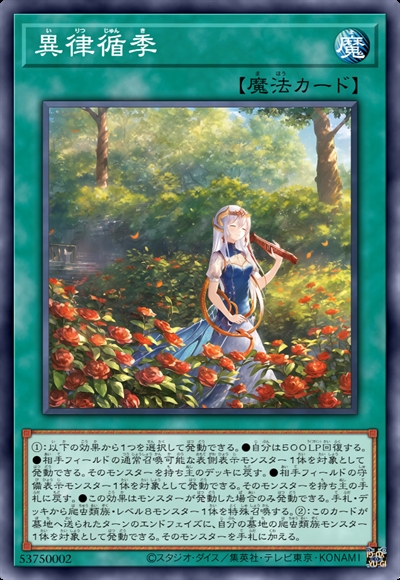 異律循季
【魔法カード】
①:以下の効果から1つを選択して発動できる。●自分は500LP回復する。
●相手フィールドの通常召喚可能な表側表示モンスター1体を対象として
発動できる。そのモンスターを持ち主のデッキに戻す。●相手フィールドの守
備表示モンスター1体を対象として発動できる。そのモンスターを持ち主の手
札に戻す。●この効果はモンスターが発動した場合のみ発動できる。手札・デ
ッキから爬虫類族・レベル8モンスター1体を特殊召喚する。②:このカードが
墓地へ送られたターンのエンドフェイズに、自分の墓地の爬虫類族モンスタ
ー1体を対象として発動できる。そのモンスターを手札に加える。
53750002
©スタジオ・ダイス/集英社・テレビ東京・KONAMI